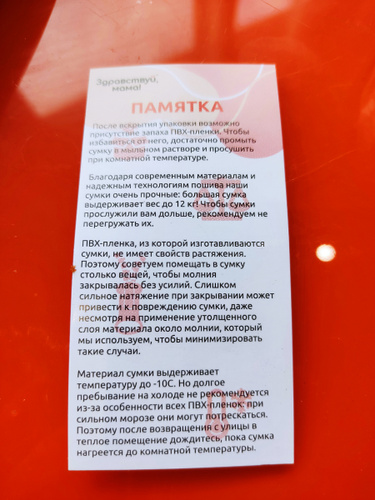 Здравствуй,
мама!
ПАМЯТКА
После вскрытия упаковки возможно
присутствие запаха ПВХ-пленки. Чтобы
избавиться от него, достаточно промыть
сумку в мыльном растворе и просушить
при комнатной температуре.
Благодаря современным материалам и
надежным технологиям пошива наши
сумки очень прочные: большая сумка
выдерживает вес до 12 кг! Чтобы сумки
прослужили вам дольше, рекомендуем не
перегружать их.
ПВХ-пленка, из которой изготавливаются
сумки, не имеет свойств растяжения.
Поэтому советуем помещать в сумку
столько вещей, чтобы молния
закрывалась без усилий. Слишком
сильное натяжение при закрывании может
привести к повреждению сумки, даже
несмотря на применение утолщенного
слоя материала около молнии, который
мы используем, чтобы минимизировать
такие случаи.
Материал сумки выдерживает
температуру до -10С. Но долгое
пребывание на холоде не рекомендуется
из-за особенности всех ПВХ-пленок: при
сильном морозе они могут потрескаться.
Поэтому после возвращения с улицы в
теплое помещение дождитесь, пока сумка
нагреется до комнатной температуры.